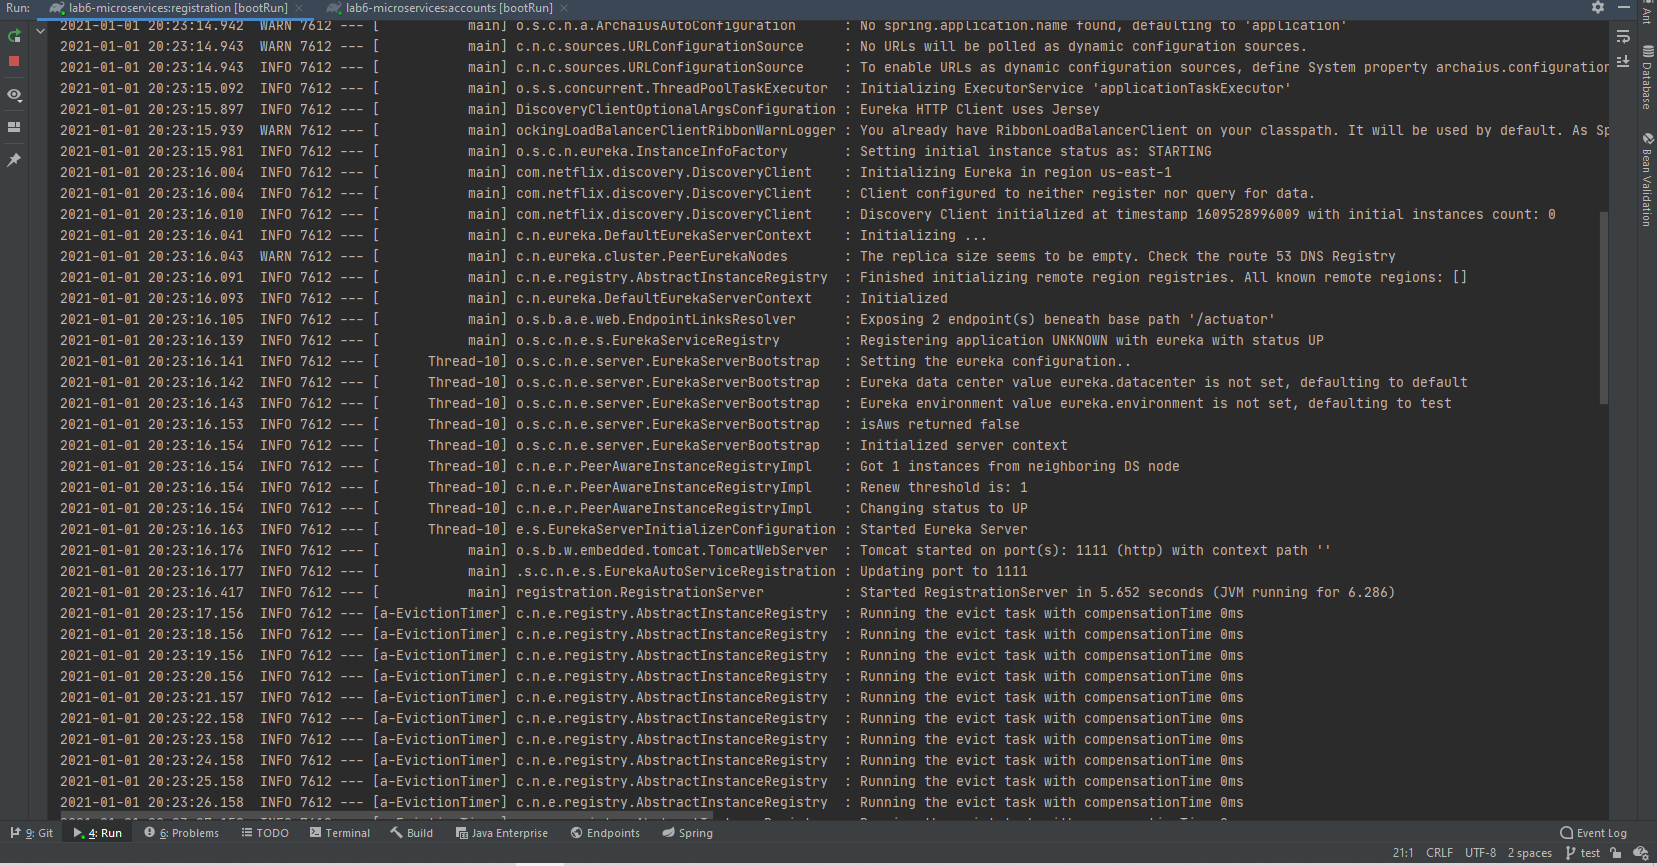 Run: lab6-microservices:registration [bootRun] × lab6-microservices:accounts [bootRun] ×
2021-01-01 20:23:14.942  WARN 7612 --- [           main] o.s.c.n.a.ArchaiusAutoConfiguration      : No spring.application.name found, defaulting to 'application'
2021-01-01 20:23:14.943  WARN 7612 --- [           main] c.n.c.sources.URLConfigurationSource     : No URLs will be polled as dynamic configuration sources.
2021-01-01 20:23:14.943  INFO 7612 --- [           main] c.n.c.sources.URLConfigurationSource     : To enable URLs as dynamic configuration sources, define System property archaius.configuration
2021-01-01 20:23:15.092  INFO 7612 --- [           main] o.s.s.concurrent.ThreadPoolTaskExecutor  : Initializing ExecutorService 'applicationTaskExecutor'
2021-01-01 20:23:15.897  INFO 7612 --- [           main] DiscoveryClientOptionalArgsConfiguration : Eureka HTTP Client uses Jersey
2021-01-01 20:23:15.939  WARN 7612 --- [           main] ockingLoadBalancerClientRibbonWarnLogger : You already have RibbonLoadBalancerClient on your classpath. It will be used by default. As Sp
2021-01-01 20:23:15.981  INFO 7612 --- [           main] o.s.c.n.eureka.InstanceInfoFactory       : Setting initial instance status as: STARTING
2021-01-01 20:23:16.004  INFO 7612 --- [           main] com.netflix.discovery.DiscoveryClient    : Initializing Eureka in region us-east-1
2021-01-01 20:23:16.004  INFO 7612 --- [           main] com.netflix.discovery.DiscoveryClient    : Client configured to neither register nor query for data.
2021-01-01 20:23:16.010  INFO 7612 --- [           main] com.netflix.discovery.DiscoveryClient    : Discovery Client initialized at timestamp 1609528996009 with initial instances count: 0
2021-01-01 20:23:16.041  INFO 7612 --- [           main] c.n.eureka.DefaultEurekaServerContext    : Initializing ...
2021-01-01 20:23:16.043  WARN 7612 --- [           main] c.n.eureka.cluster.PeerEurekaNodes       : The replica size seems to be empty. Check the route 53 DNS Registry
2021-01-01 20:23:16.091  INFO 7612 --- [           main] c.n.e.registry.AbstractInstanceRegistry  : Finished initializing remote region registries. All known remote regions: []
2021-01-01 20:23:16.093  INFO 7612 --- [           main] c.n.eureka.DefaultEurekaServerContext    : Initialized
2021-01-01 20:23:16.105  INFO 7612 --- [           main] o.s.b.a.e.web.EndpointLinksResolver      : Exposing 2 endpoint(s) beneath base path '/actuator'
2021-01-01 20:23:16.139  INFO 7612 --- [           main] o.s.c.n.e.s.EurekaServiceRegistry        : Registering application UNKNOWN with eureka with status UP
2021-01-01 20:23:16.141  INFO 7612 --- [      Thread-10] o.s.c.n.e.server.EurekaServerBootstrap   : Setting the eureka configuration..
2021-01-01 20:23:16.142  INFO 7612 --- [      Thread-10] o.s.c.n.e.server.EurekaServerBootstrap   : Eureka data center value eureka.datacenter is not set, defaulting to default
2021-01-01 20:23:16.143  INFO 7612 --- [      Thread-10] o.s.c.n.e.server.EurekaServerBootstrap   : Eureka environment value eureka.environment is not set, defaulting to test
2021-01-01 20:23:16.153  INFO 7612 --- [      Thread-10] o.s.c.n.e.server.EurekaServerBootstrap   : isAws returned false
2021-01-01 20:23:16.154  INFO 7612 --- [      Thread-10] o.s.c.n.e.server.EurekaServerBootstrap   : Initialized server context
2021-01-01 20:23:16.154  INFO 7612 --- [      Thread-10] c.n.e.r.PeerAwareInstanceRegistryImpl    : Got 1 instances from neighboring DS node
2021-01-01 20:23:16.154  INFO 7612 --- [      Thread-10] c.n.e.r.PeerAwareInstanceRegistryImpl    : Renew threshold is: 1
2021-01-01 20:23:16.154  INFO 7612 --- [      Thread-10] c.n.e.r.PeerAwareInstanceRegistryImpl    : Changing status to UP
2021-01-01 20:23:16.163  INFO 7612 --- [      Thread-10] e.s.EurekaServerInitializerConfiguration : Started Eureka Server
2021-01-01 20:23:16.176  INFO 7612 --- [           main] o.s.b.w.embedded.tomcat.TomcatWebServer  : Tomcat started on port(s): 1111 (http) with context path ''
2021-01-01 20:23:16.177  INFO 7612 --- [           main] .s.c.n.e.s.EurekaAutoServiceRegistration : Updating port to 1111
2021-01-01 20:23:16.417  INFO 7612 --- [           main] registration.RegistrationServer          : Started RegistrationServer in 5.652 seconds (JVM running for 6.286)
2021-01-01 20:23:17.156  INFO 7612 --- [a-EvictionTimer] c.n.e.registry.AbstractInstanceRegistry  : Running the evict task with compensationTime 0ms
2021-01-01 20:23:18.156  INFO 7612 --- [a-EvictionTimer] c.n.e.registry.AbstractInstanceRegistry  : Running the evict task with compensationTime 0ms
2021-01-01 20:23:19.156  INFO 7612 --- [a-EvictionTimer] c.n.e.registry.AbstractInstanceRegistry  : Running the evict task with compensationTime 0ms
2021-01-01 20:23:20.156  INFO 7612 --- [a-EvictionTimer] c.n.e.registry.AbstractInstanceRegistry  : Running the evict task with compensationTime 0ms
2021-01-01 20:23:21.157  INFO 7612 --- [a-EvictionTimer] c.n.e.registry.AbstractInstanceRegistry  : Running the evict task with compensationTime 0ms
2021-01-01 20:23:22.158  INFO 7612 --- [a-EvictionTimer] c.n.e.registry.AbstractInstanceRegistry  : Running the evict task with compensationTime 0ms
2021-01-01 20:23:23.158  INFO 7612 --- [a-EvictionTimer] c.n.e.registry.AbstractInstanceRegistry  : Running the evict task with compensationTime 0ms
2021-01-01 20:23:24.158  INFO 7612 --- [a-EvictionTimer] c.n.e.registry.AbstractInstanceRegistry  : Running the evict task with compensationTime 0ms
2021-01-01 20:23:25.158  INFO 7612 --- [a-EvictionTimer] c.n.e.registry.AbstractInstanceRegistry  : Running the evict task with compensationTime 0ms
2021-01-01 20:23:26.158  INFO 7612 --- [a-EvictionTimer] c.n.e.registry.AbstractInstanceRegistry  : Running the evict task with compensationTime 0ms
Ant
Database
Bean Validation
9: Git 4: Run 6: Problems TODO Terminal Build Java Enterprise Endpoints Spring Event Log
21:1 CRLF UTF-8 2 spaces test